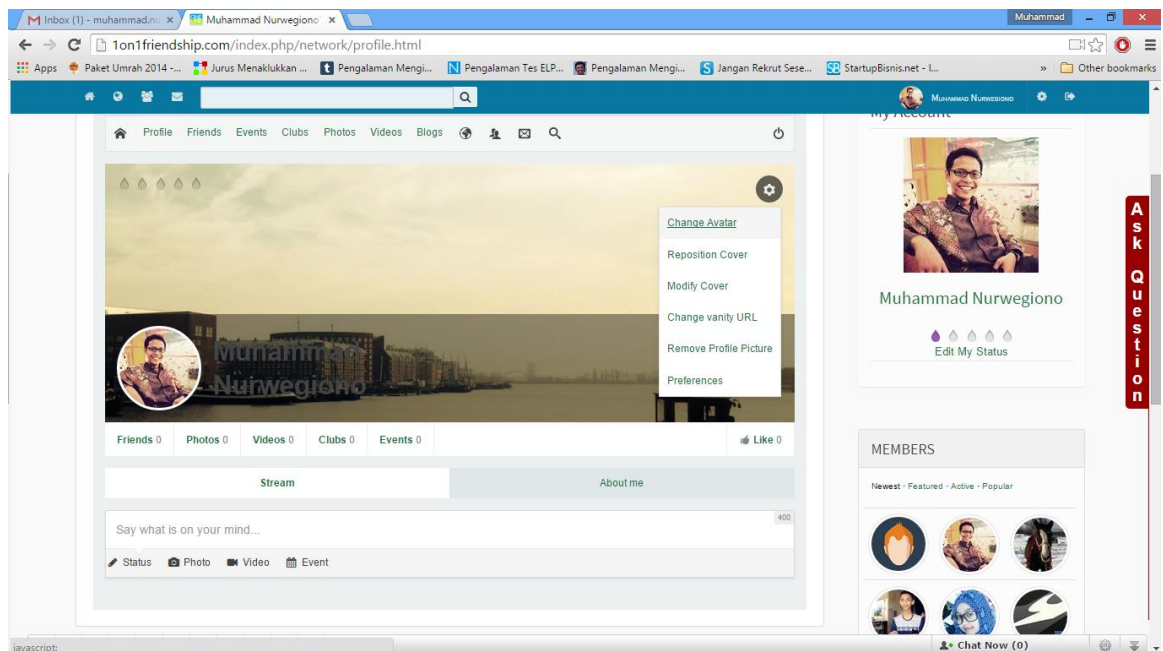 Inbox (1) - muhammad.nu
Muhammad Nurwegiono
Muhammad
1on1friendship.com/index.php/network/profile.html
Apps
Paket Umrah 2014 -...
Jurus Menaklukkan ...
Pengalaman Mengi...
Pengalaman Tes ELP...
Pengalaman Mengi...
Jangan Rekrut Sese...
StartupBisnis.net - I...
»
Other bookmarks
Muhammad Nurwegiono
Profile Friends Events Clubs Photos Videos Blogs
Change Avatar
Reposition Cover
Modify Cover
Change vanity URL
Remove Profile Picture
Preferences
Muhammad
Nurwegiono
Friends 0 Photos 0 Videos 0 Clubs 0 Events 0
Like 0
Stream
About me
Say what is on your mind...
400
Status Photo Video Event
My Account
Muhammad Nurwegiono
Edit My Status
MEMBERS
Newest · Featured · Active · Popular
Ask Question
Chat Now (0)
javascript: